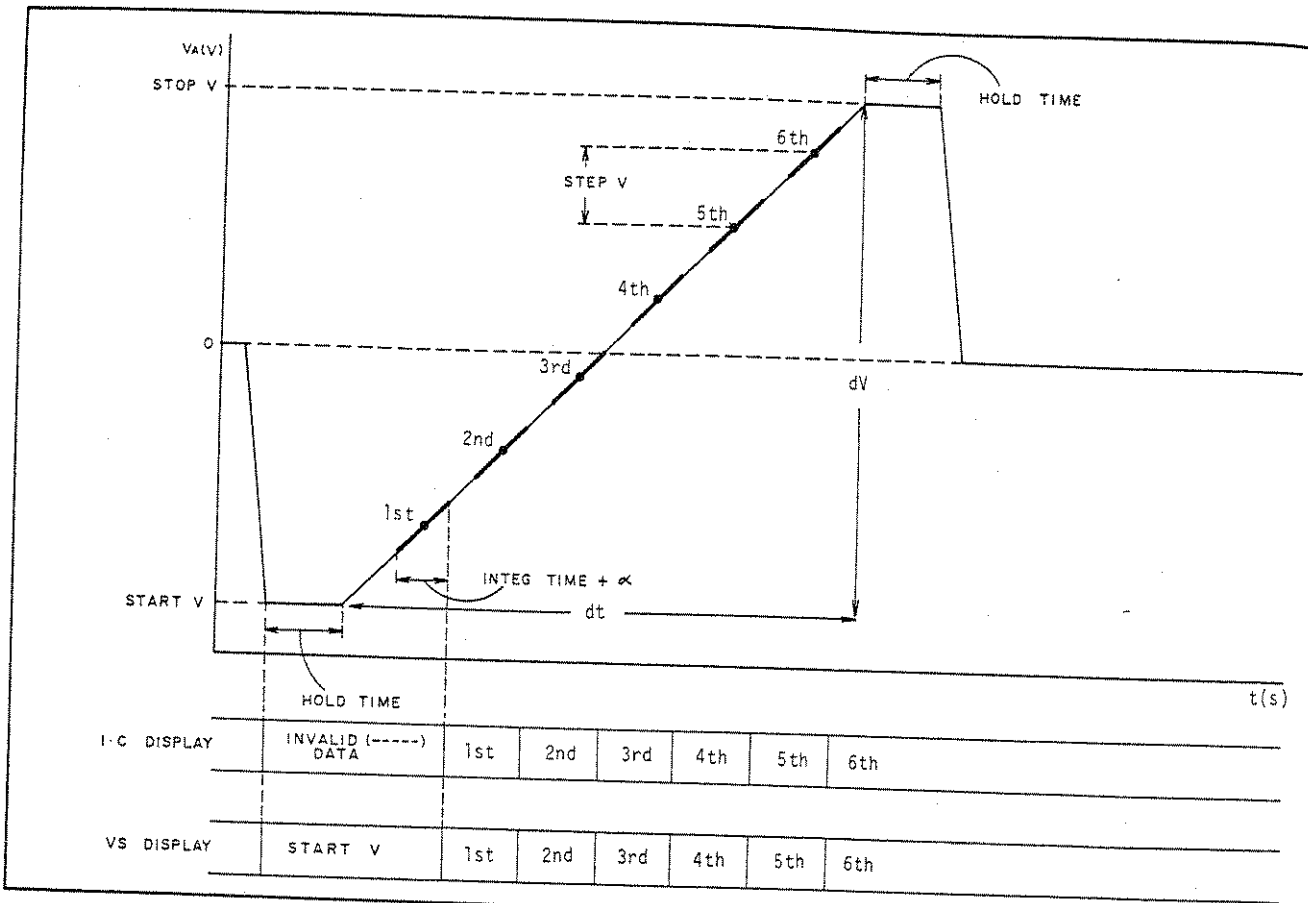 VA(V)
STOP V
HOLD TIME
6th
STEP V
5th
4th
0
3rd
dV
2nd
1st
INTEG TIME + α
START V
dt
HOLD TIME
t(s)
I-C DISPLAY
INVALID (-----)
DATA
1st 2nd 3rd 4th 5th 6th
VS DISPLAY START V 1st 2nd 3rd 4th 5th 6th